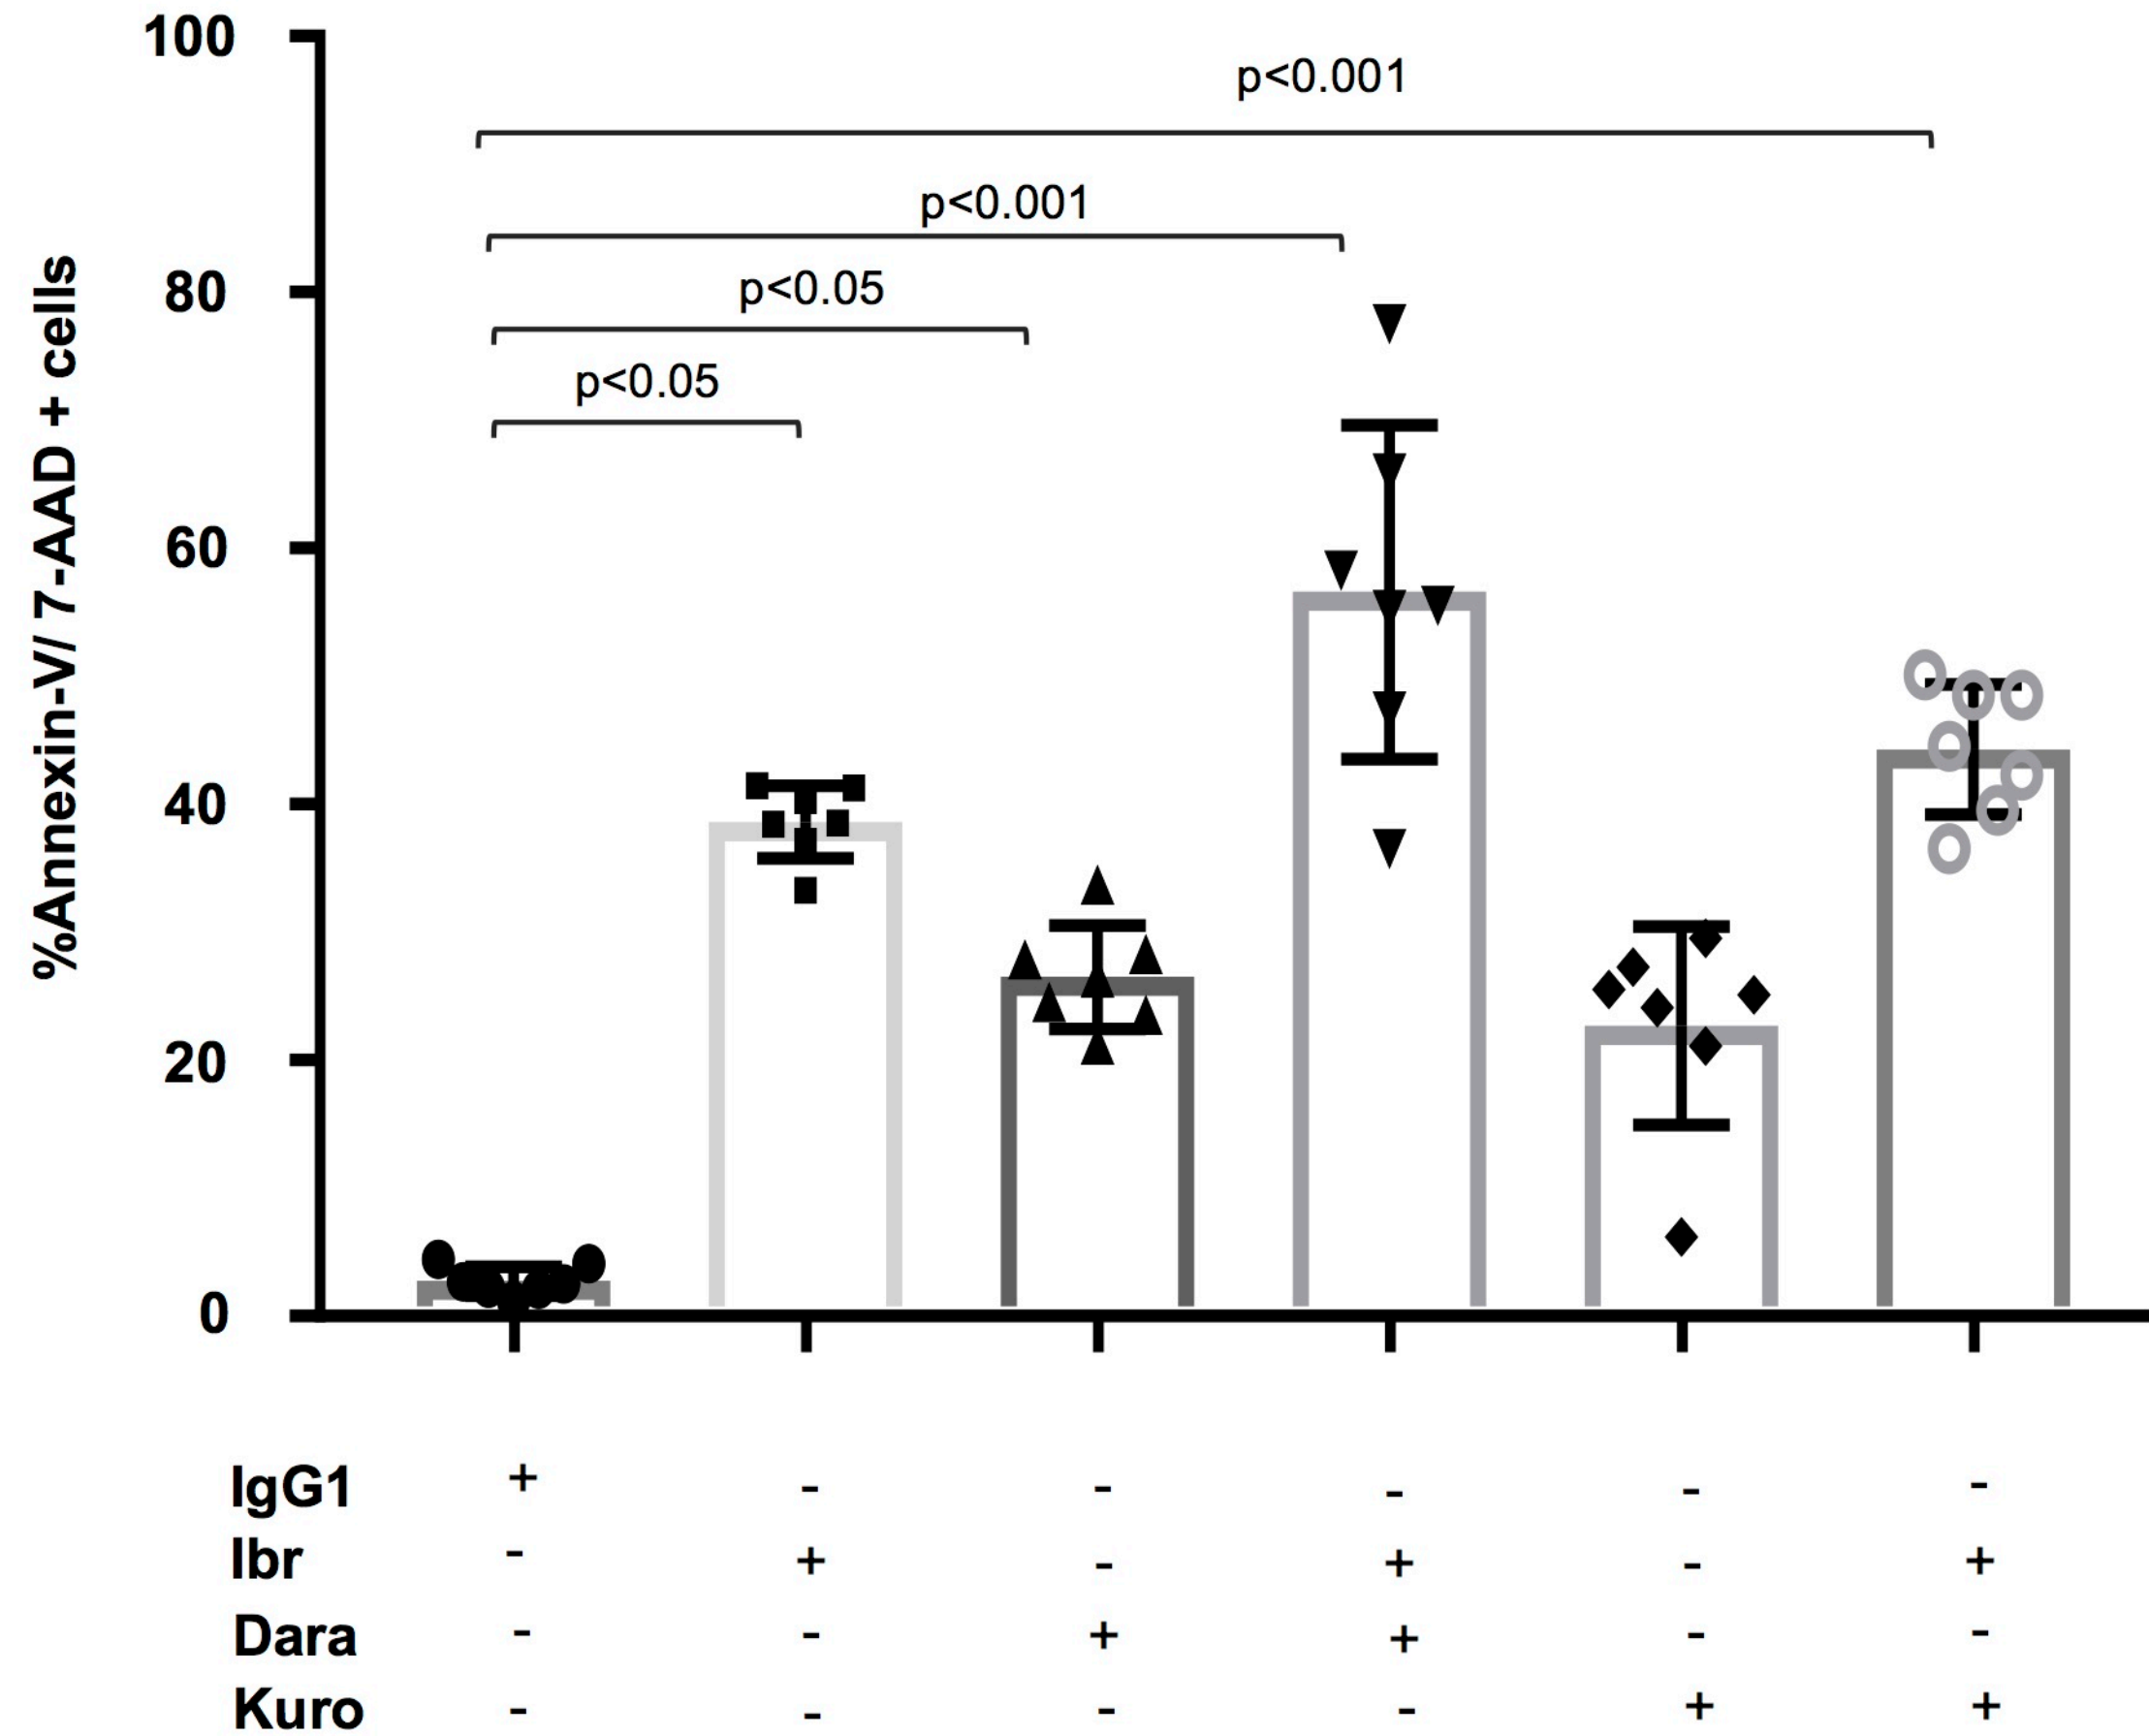 100
p<0.001
p<0.001
80
p<0.05
p<0.05
60
40
20
0
%Annexin-V/ 7-AAD + cells
IgG1 + - - - - -
Ibr - + - + - +
Dara - - + + - -
Kuro - - - - + +